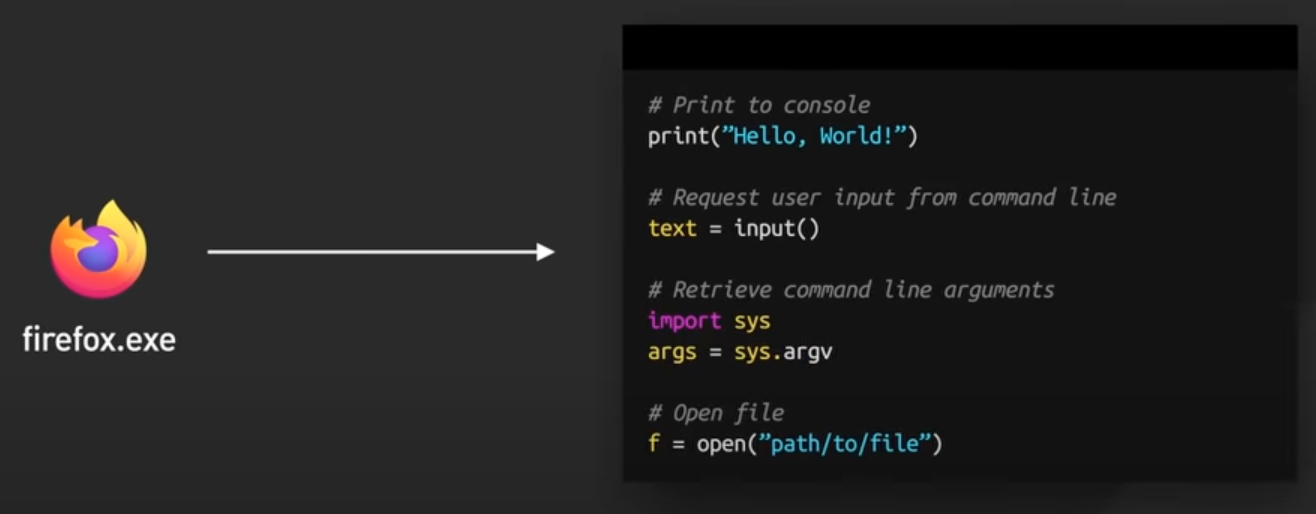 # Print to console
print(”Hello, World!”)
# Request user input from command line
text = input()
# Retrieve command line arguments
import sys
args = sys.argv
# Open file
f = open(”path/to/file”)
firefox.exe